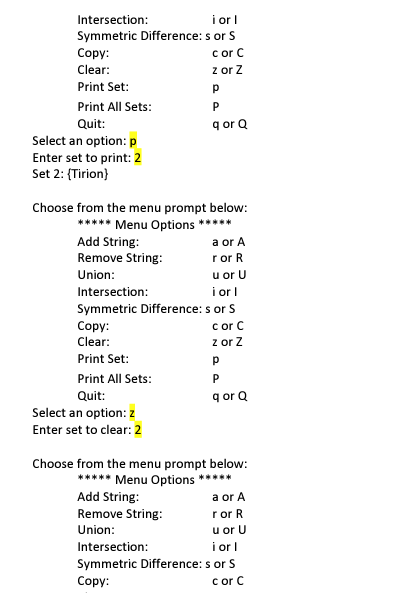 Intersection: i or I
Symmetric Difference: s or S
Copy: c or C
Clear: z or Z
Print Set: p
Print All Sets: P
Quit: q or Q
Select an option: p
Enter set to print: 2
Set 2: {Tirion}
Choose from the menu prompt below:
***** Menu Options *****
Add String: a or A
Remove String: r or R
Union: u or U
Intersection: i or I
Symmetric Difference: s or S
Copy: c or C
Clear: z or Z
Print Set: p
Print All Sets: P
Quit: q or Q
Select an option: z
Enter set to clear: 2
Choose from the menu prompt below:
***** Menu Options *****
Add String: a or A
Remove String: r or R
Union: u or U
Intersection: i or I
Symmetric Difference: s or S
Copy: c or C